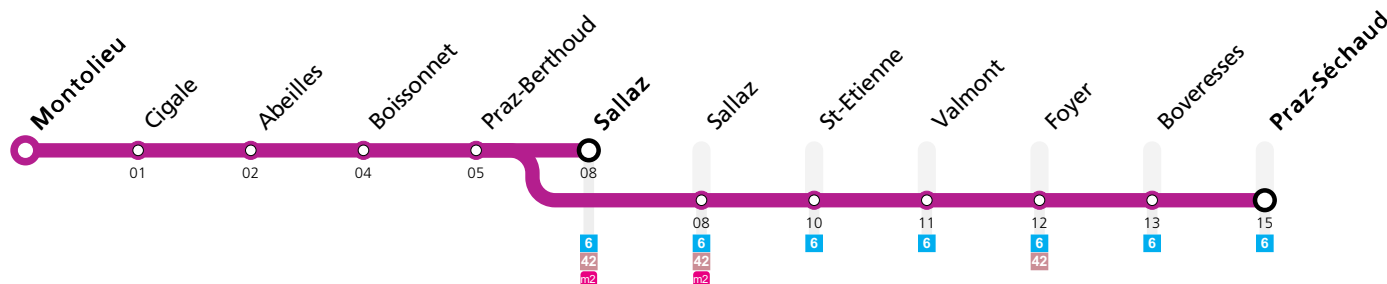 Montolieu
Cigale
Abeilles
Boissonnet
Praz-Berthoud
Sallaz
Sallaz
St-Etienne
Valmont
Foyer
Boveresses
Praz-Séchaud
01 02 04 05 08
08 10 11 12 13 15
6 6 6 6 6 6 6
42 42 42
m2 m2